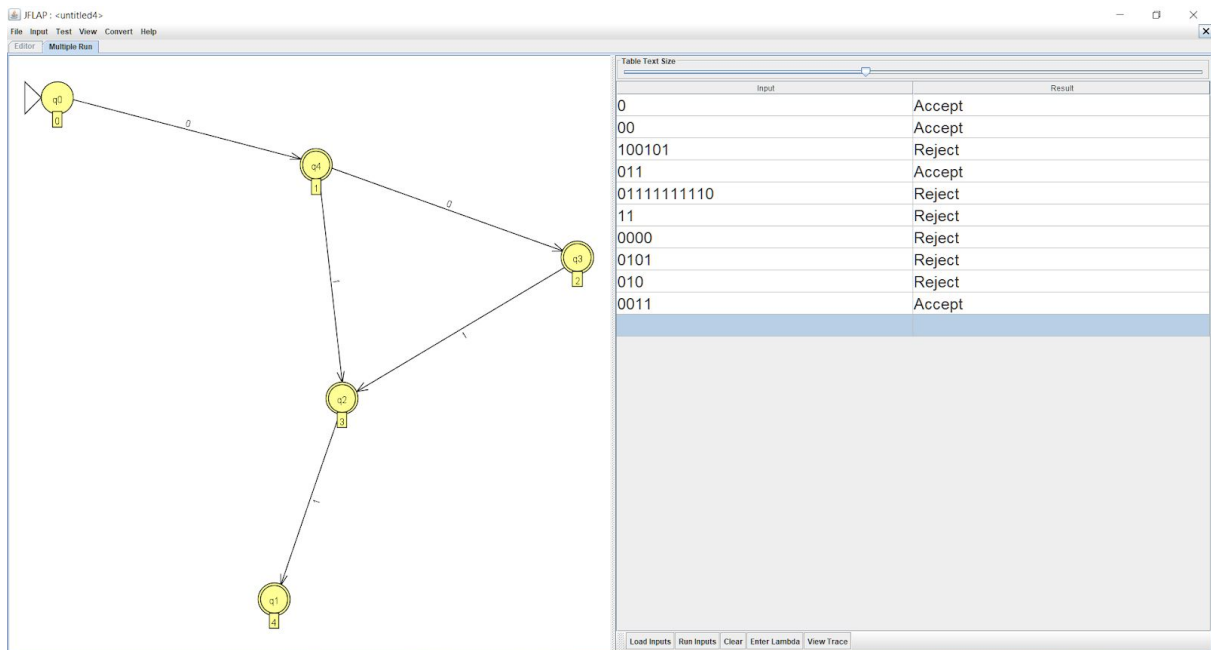 JFLAP : <untitled4>
File Input Test View Convert Help
Editor Multiple Run
Table Text Size
Input Result
0 Accept
00 Accept
100101 Reject
011 Accept
01111111110 Reject
11 Reject
0000 Reject
0101 Reject
010 Reject
0011 Accept
q0
0
0
q4
1
0
q3
2
1
1
q2
3
1
q1
4
Load Inputs Run Inputs Clear Enter Lambda View Trace